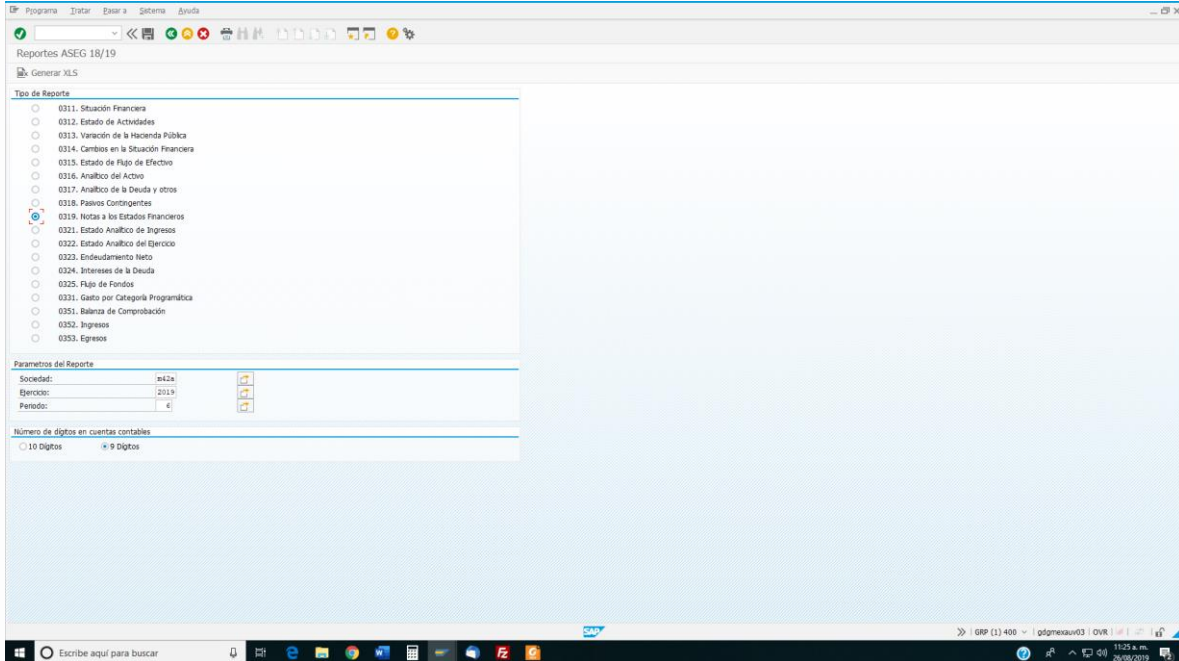 Programa Tratar Pasar a Sistema Ayuda
Reportes ASEG 18/19
Generar XLS
Tipo de Reporte
0311. Situación Financiera
0312. Estado de Actividades
0313. Variación de la Hacienda Pública
0314. Cambios en la Situación Financiera
0315. Estado de Flujo de Efectivo
0316. Analítico del Activo
0317. Analítico de la Deuda y otros
0318. Pasivos Contingentes
0319. Notas a los Estados Financieros
0321. Estado Analítico de Ingresos
0322. Estado Analítico del Ejercicio
0323. Endeudamiento Neto
0324. Intereses de la Deuda
0325. Flujo de Fondos
0331. Gasto por Categoría Programática
0351. Balanza de Comprobación
0352. Ingresos
0353. Egresos
Parametros del Reporte
Sociedad: m42a
Ejercicio: 2019
Periodo: 6
Número de dígitos en cuentas contables
10 Dígitos 9 Dígitos
SAP GRP (1) 400 gdgmexauv03 OVR
Escribe aquí para buscar
11:25 a. m.
26/08/2019